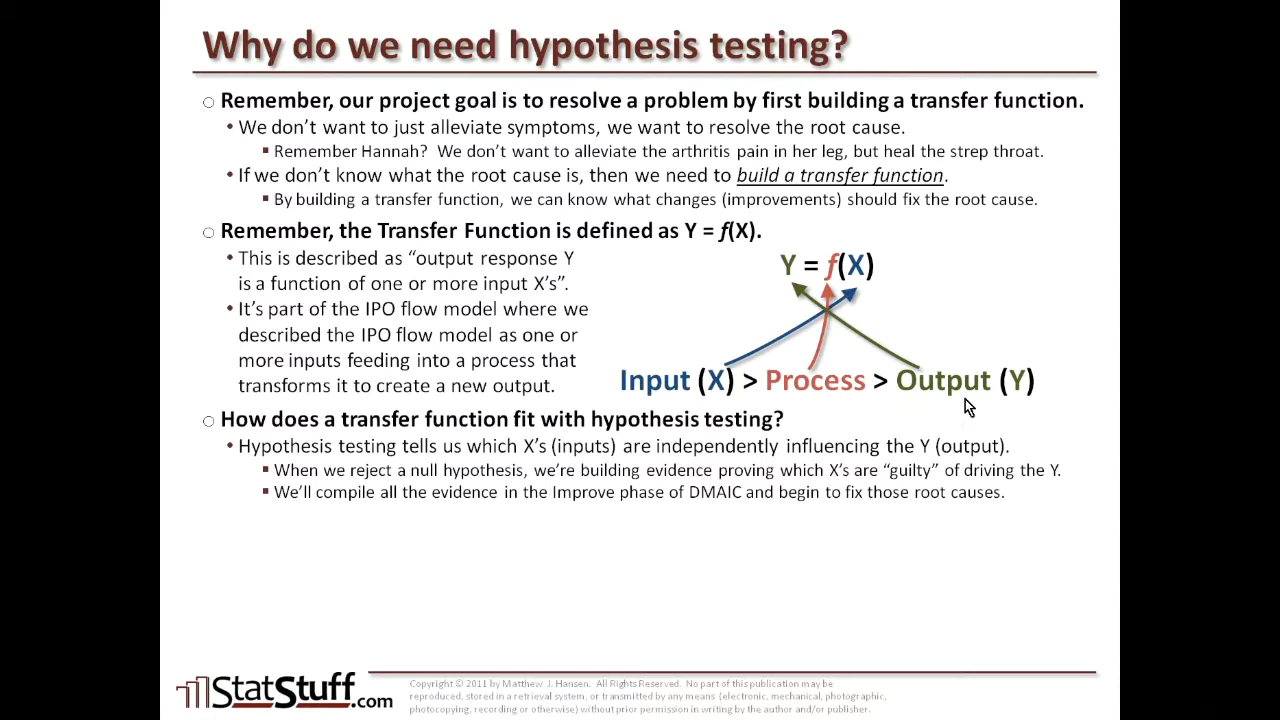 Why do we need hypothesis testing?
○ Remember, our project goal is to resolve a problem by first building a transfer function.
• We don't want to just alleviate symptoms, we want to resolve the root cause.
▪ Remember Hannah? We don't want to alleviate the arthritis pain in her leg, but heal the strep throat.
• If we don't know what the root cause is, then we need to build a transfer function.
▪ By building a transfer function, we can know what changes (improvements) should fix the root cause.
○ Remember, the Transfer Function is defined as Y = f(X).
• This is described as “output response Y
is a function of one or more input X's”.
• It's part of the IPO flow model where we
described the IPO flow model as one or
more inputs feeding into a process that
transforms it to create a new output.
Y = f(X)
Input (X) > Process > Output (Y)
○ How does a transfer function fit with hypothesis testing?
• Hypothesis testing tells us which X's (inputs) are independently influencing the Y (output).
▪ When we reject a null hypothesis, we're building evidence proving which X's are “guilty” of driving the Y.
▪ We'll compile all the evidence in the Improve phase of DMAIC and begin to fix those root causes.
StatStuff.com
Copyright © 2011 by Matthew J. Hansen. All Rights Reserved. No part of this publication may be
reproduced, stored in a retrieval system, or transmitted by any means (electronic, mechanical, photographic,
photocopying, recording or otherwise) without prior permission in writing by the author and/or publisher.